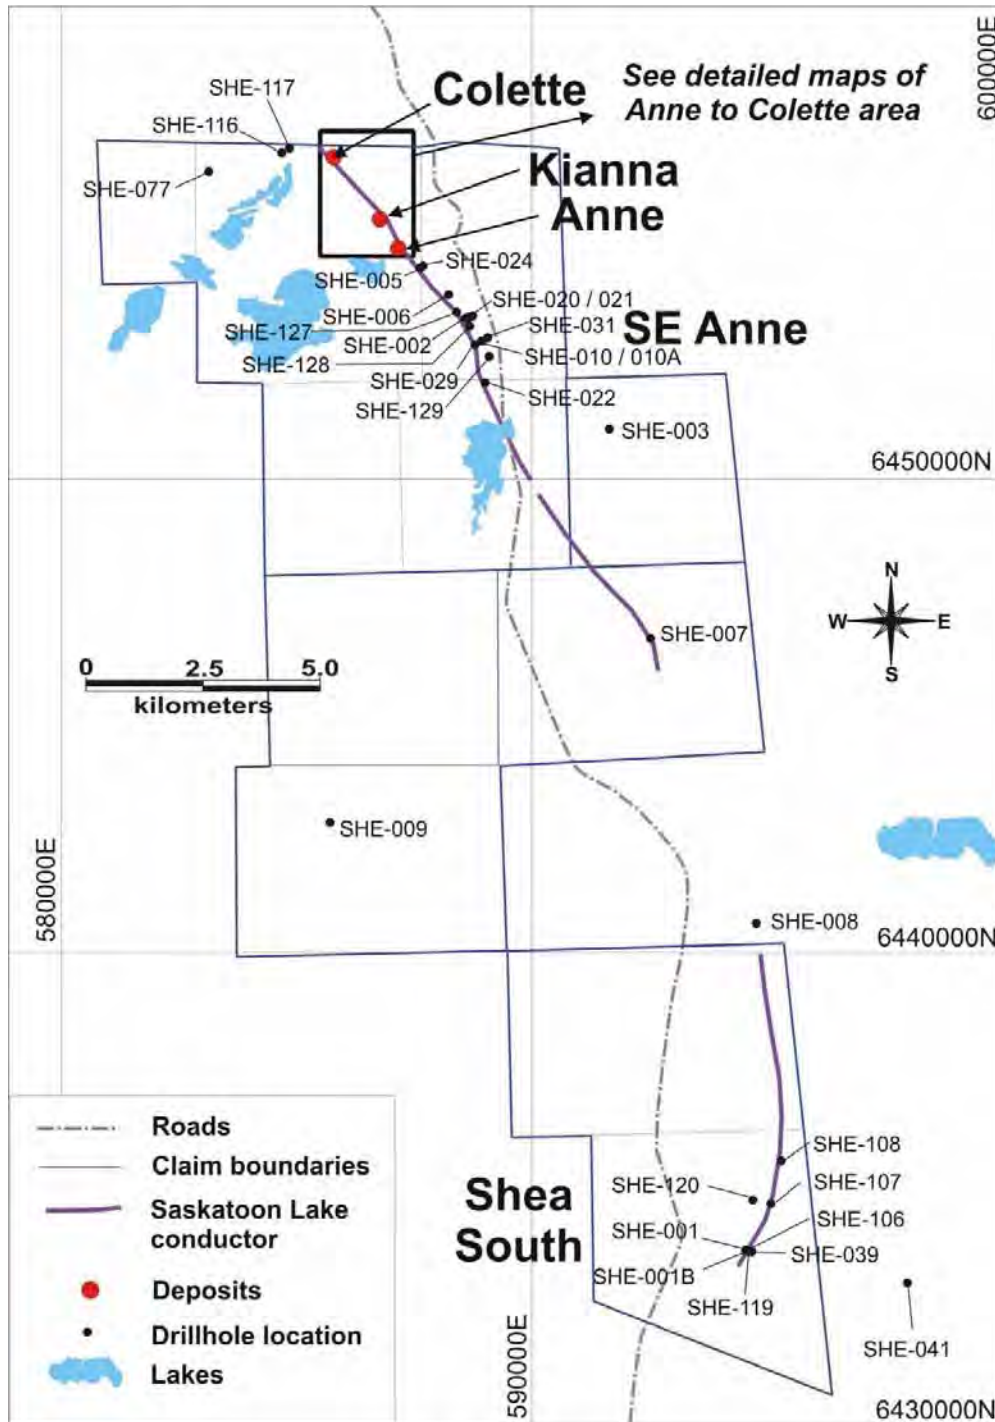 600000E
See detailed maps of
Anne to Colette area
Colette
SHE-117
SHE-116
SHE-077
Kianna
Anne
SHE-024
SHE-005
SHE-020 / 021
SHE-006
SHE-031
SE Anne
SHE-127
SHE-002
SHE-010 / 010A
SHE-128
SHE-029
SHE-022
SHE-129
SHE-003
6450000N
N
W
E
S
SHE-007
0
2.5
5.0
kilometers
SHE-009
580000E
SHE-008
6440000N
Roads
Claim boundaries
Saskatoon Lake
conductor
Deposits
Drillhole location
Lakes
Shea
South
SHE-108
SHE-120
SHE-107
SHE-001
SHE-106
SHE-001B
SHE-039
SHE-119
SHE-041
590000E
6430000N